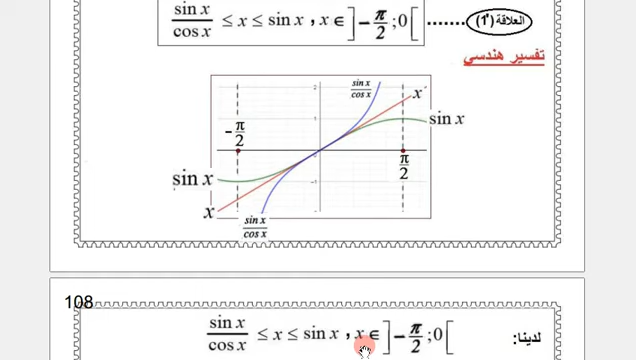 sin x / cos x ≤ x ≤ sin x , x ∈ ]−π/2 ;0[ ....... العلاقة (1')
تفسير هندسي
sin x / cos x
x
sin x
−π/2
π/2
sin x
x
sin x / cos x
108
لدينا: sin x / cos x ≤ x ≤ sin x , x ∈ ]−π/2 ;0[